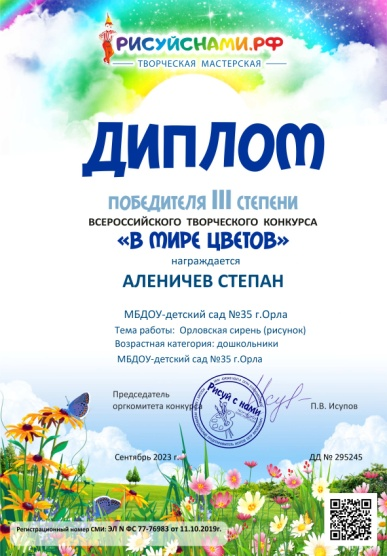 РИСУЙСНАМИ.РФ
ТВОРЧЕСКАЯ МАСТЕРСКАЯ
ДИПЛОМ
ПОБЕДИТЕЛЯ III СТЕПЕНИ
ВСЕРОССИЙСКОГО ТВОРЧЕСКОГО КОНКУРСА
«В МИРЕ ЦВЕТОВ»
награждается
АЛЕНИЧЕВ СТЕПАН
МБДОУ-детский сад №35 г.Орла
Тема работы: Орловская сирень (рисунок)
Возрастная категория: дошкольники
МБДОУ-детский сад №35 г.Орла
Председатель
оргкомитета конкурса
Рисуй с нами
П.В. Исупов
Сентябрь 2023 г.
ДД № 295245
Регистрационный номер СМИ: ЭЛ N ФС 77-76983 от 11.10.2019г.